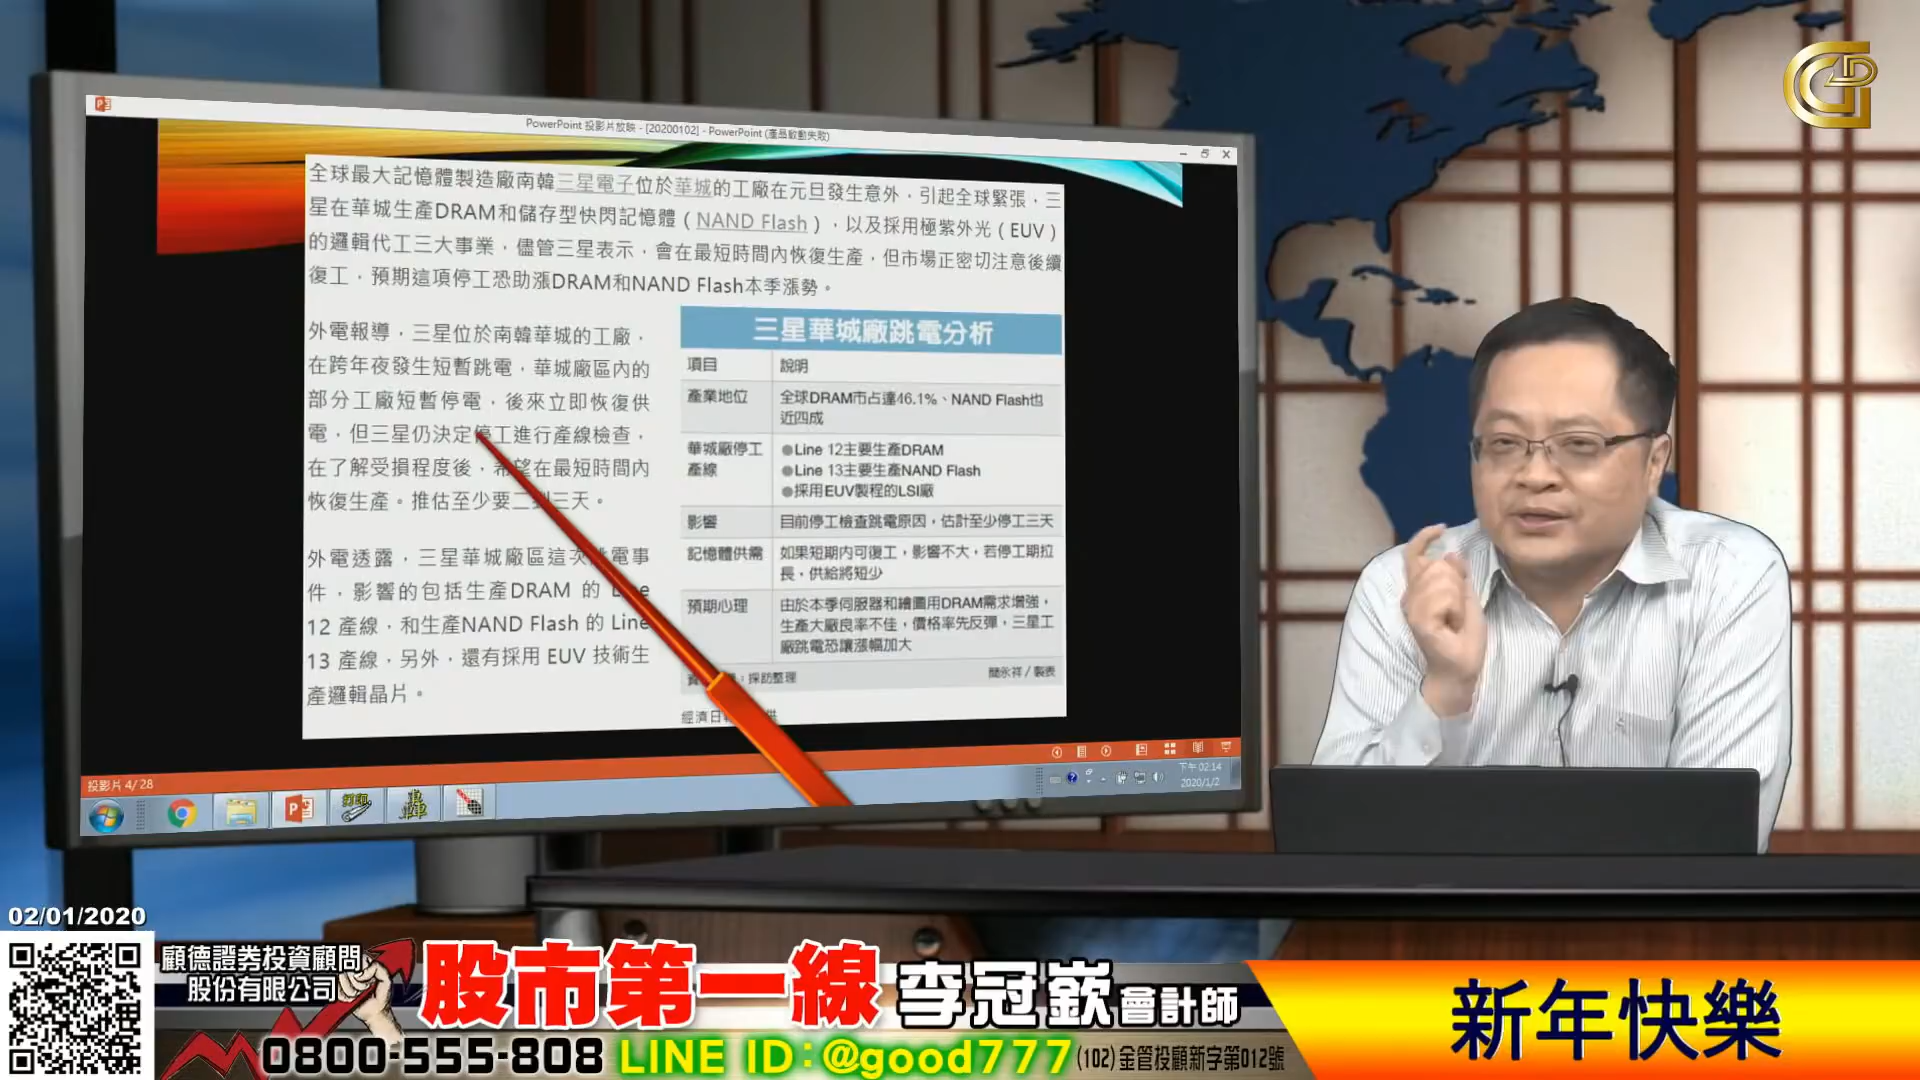 PowerPoint 投影片放映 - [20200102] - PowerPoint (產品啟動失敗)
全球最大記憶體製造廠南韓三星電子位於華城的工廠在元旦發生意外，引起全球緊張，三
星在華城生產DRAM和儲存型快閃記憶體（NAND Flash），以及採用極紫外光（EUV）
的邏輯代工三大事業，儘管三星表示，會在最短時間內恢復生產，但市場正密切注意後續
復工，預期這項停工恐助漲DRAM和NAND Flash本季漲勢。
外電報導，三星位於南韓華城的工廠，
在跨年夜發生短暫跳電，華城廠區內的
部分工廠短暫停電，後來立即恢復供
電，但三星仍決定停工進行產線檢查，
在了解受損程度後，希望在最短時間內
恢復生產。推估至少要二到三天。
外電透露，三星華城廠區這次跳電事
件，影響的包括生產DRAM 的 Line
12 產線，和生產NAND Flash 的 Line
13 產線，另外，還有採用 EUV 技術生
產邏輯晶片。
三星華城廠跳電分析
項目 說明
產業地位 全球DRAM市占達46.1%、NAND Flash也
近四成
華城廠停工
產線
●Line 12主要生產DRAM
●Line 13主要生產NAND Flash
●採用EUV製程的LSI廠
影響 目前停工檢查跳電原因，估計至少停工三天
記憶體供需 如果短期內可復工，影響不大，若停工期拉
長，供給將短少
預期心理 由於本季伺服器和繪圖用DRAM需求增強，
生產大廠良率不佳，價格率先反彈，三星工
廠跳電恐讓漲幅加大
資 ：採訪整理 簡永祥／製表
經濟日 供
投影片 4/28
下午 02:14
2020/1/2
02/01/2020
顧德證券投資顧問
股份有限公司
股市第一線 李冠嶔 會計師
0800-555-808 LINE ID:@good777 (102)金管投顧新字第012號
新年快樂